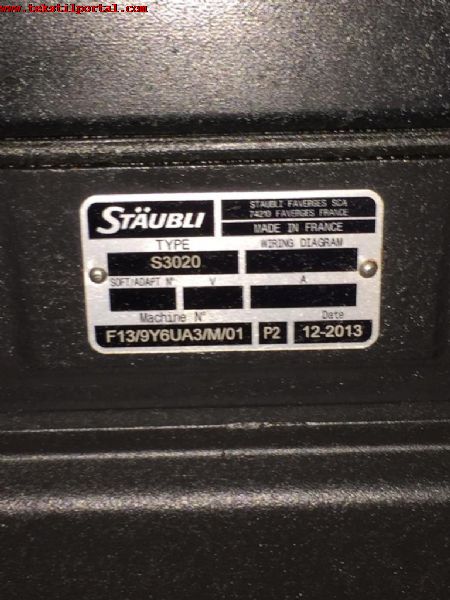 www.tekstilportal.com
STÄUBLI
STAUBLI FAVERGES SCA
74210 FAVERGES FRANCE
MADE IN FRANCE
TYPE WIRING DIAGRAM
S3020
SOFT/ADAPT N° V A
Machine N° Date
F13/9Y6UA3/M/01 P2 12-2013